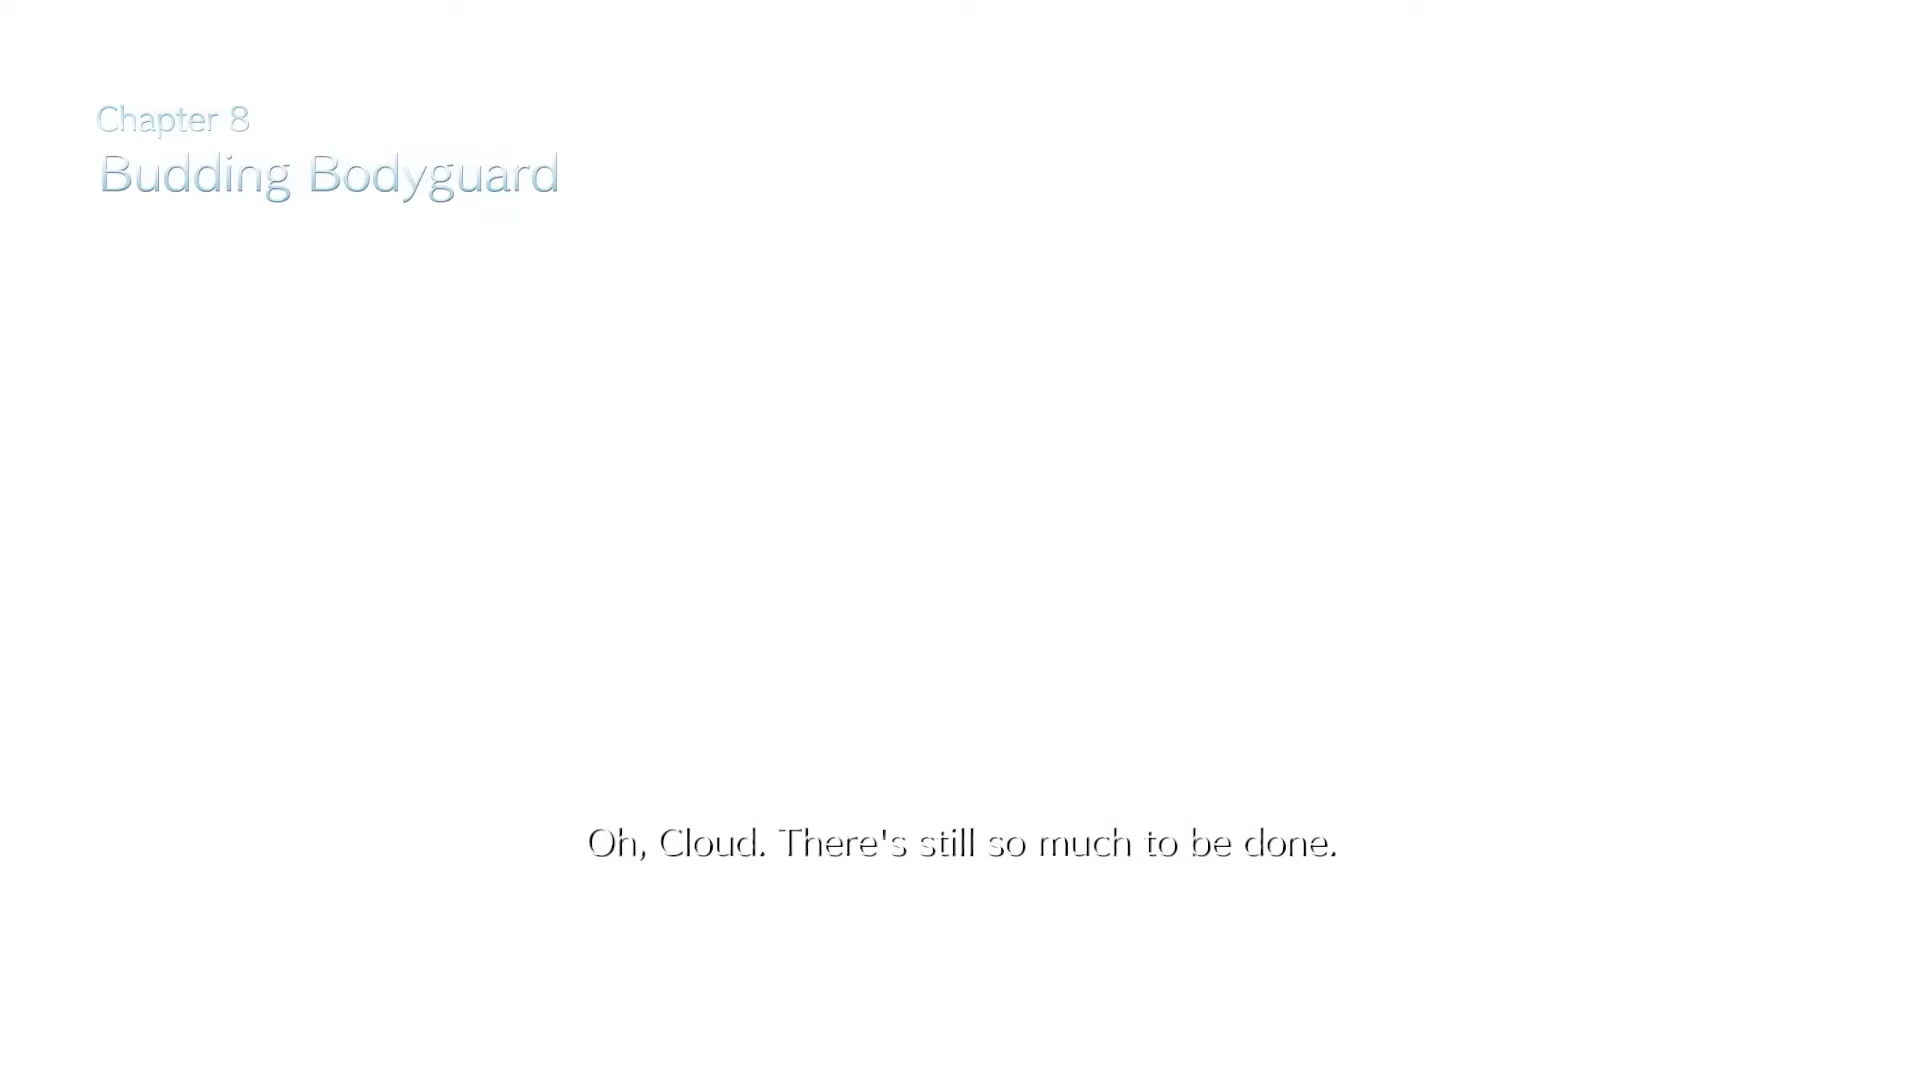 Chapter 8
Budding Bodyguard
Oh, Cloud. There's still so much to be done.